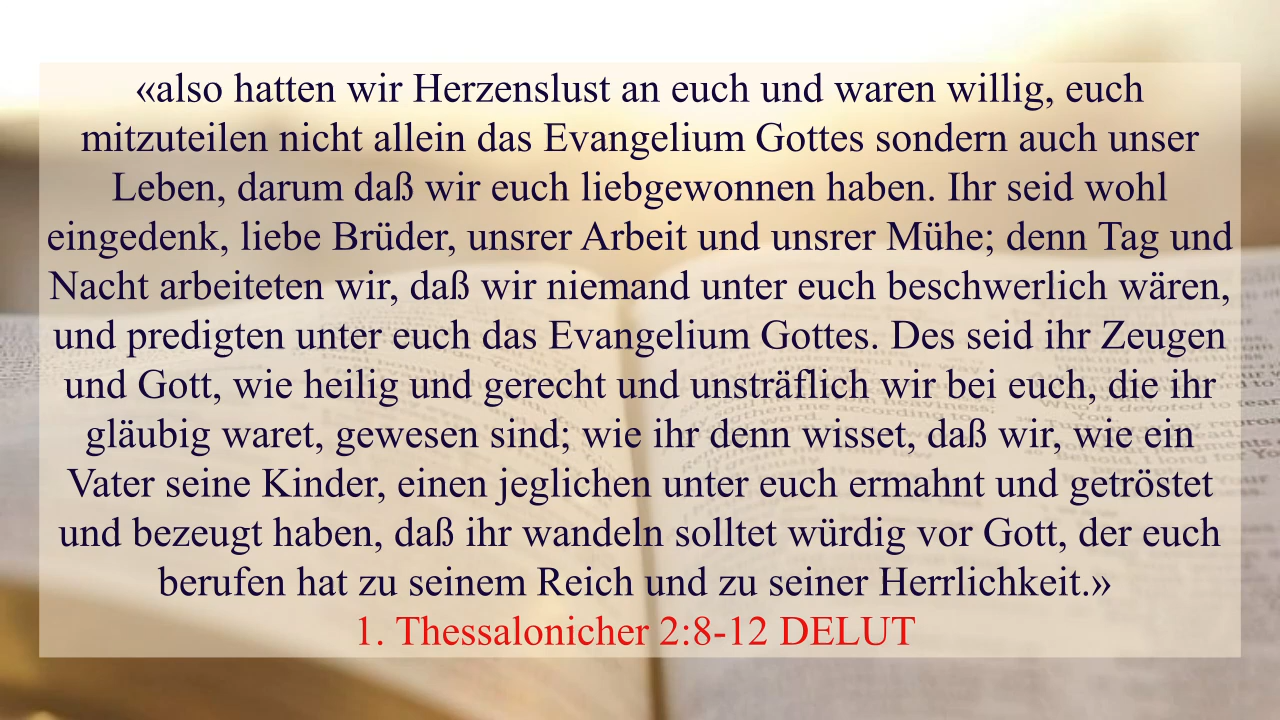 «also hatten wir Herzenslust an euch und waren willig, euch
mitzuteilen nicht allein das Evangelium Gottes sondern auch unser
Leben, darum daß wir euch liebgewonnen haben. Ihr seid wohl
eingedenk, liebe Brüder, unsrer Arbeit und unsrer Mühe; denn Tag und
Nacht arbeiteten wir, daß wir niemand unter euch beschwerlich wären,
und predigten unter euch das Evangelium Gottes. Des seid ihr Zeugen
und Gott, wie heilig und gerecht und unsträflich wir bei euch, die ihr
gläubig waret, gewesen sind; wie ihr denn wisset, daß wir, wie ein
Vater seine Kinder, einen jeglichen unter euch ermahnt und getröstet
und bezeugt haben, daß ihr wandeln solltet würdig vor Gott, der euch
berufen hat zu seinem Reich und zu seiner Herrlichkeit.»
1. Thessalonicher 2:8-12 DELUT